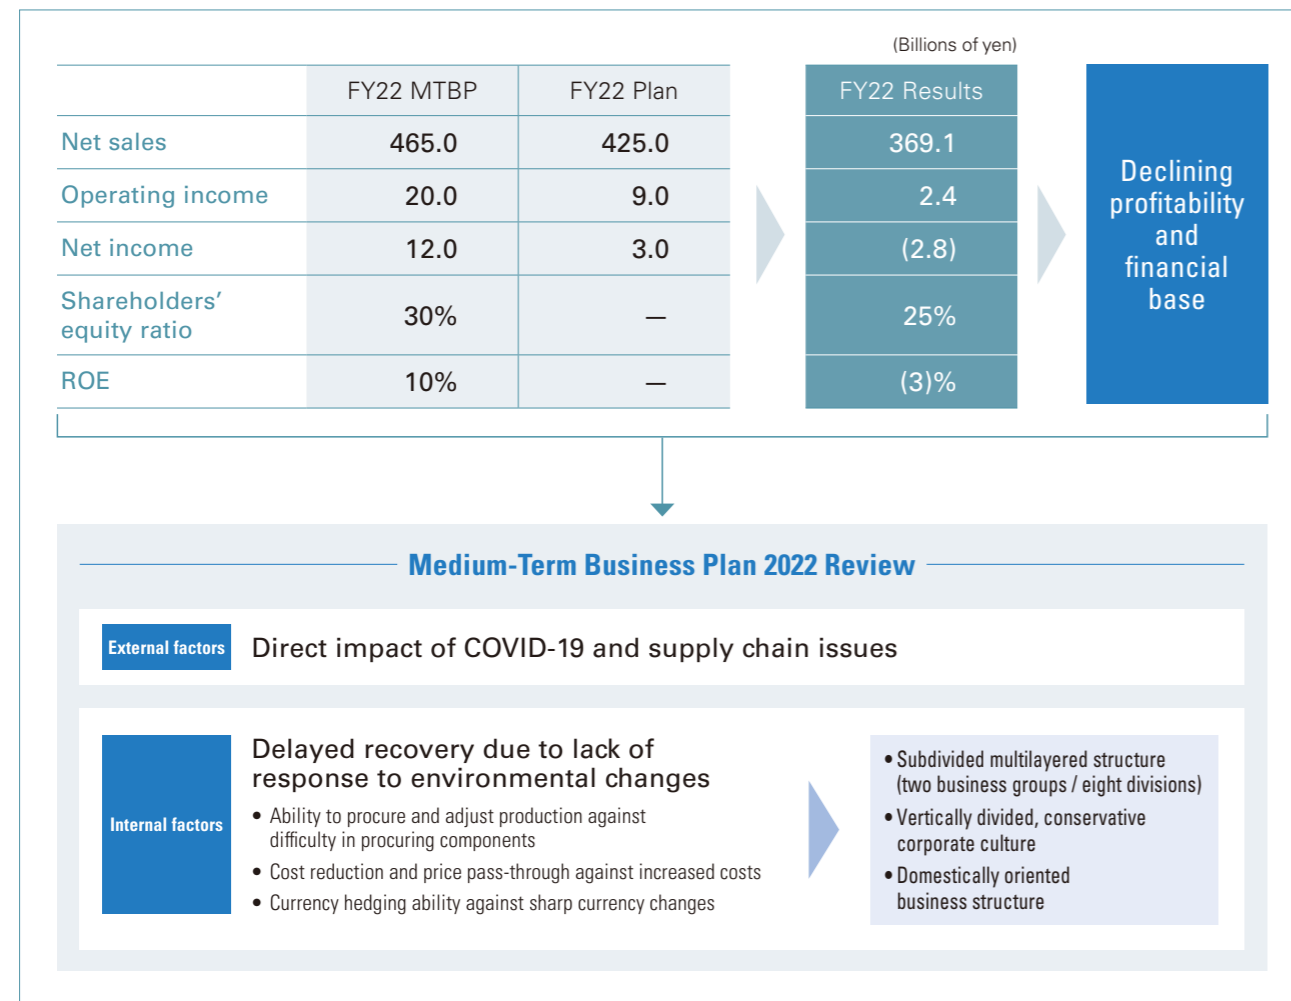 (Billions of yen)
FY22 MTBP FY22 Plan FY22 Results
Net sales 465.0 425.0 369.1
Operating income 20.0 9.0 2.4
Net income 12.0 3.0 (2.8)
Shareholders’
equity ratio 30% — 25%
ROE 10% — (3)%
Declining
profitability
and
financial
base
Medium-Term Business Plan 2022 Review
External factors Direct impact of COVID-19 and supply chain issues
Internal factors
Delayed recovery due to lack of
response to environmental changes
• Ability to procure and adjust production against
difficulty in procuring components
• Cost reduction and price pass-through against increased costs
• Currency hedging ability against sharp currency changes
• Subdivided multilayered structure
(two business groups / eight divisions)
• Vertically divided, conservative
corporate culture
• Domestically oriented
business structure